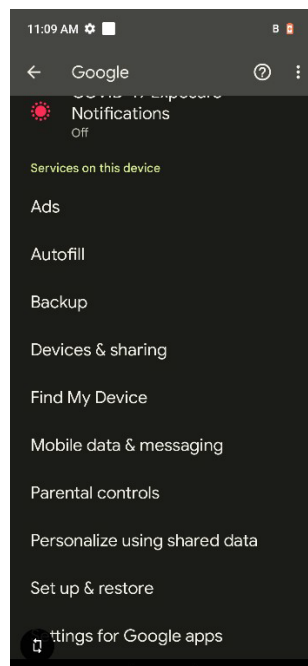 11:09 AM
B
Google
Notifications
Off
Services on this device
Ads
Autofill
Backup
Devices & sharing
Find My Device
Mobile data & messaging
Parental controls
Personalize using shared data
Set up & restore
ttings for Google apps